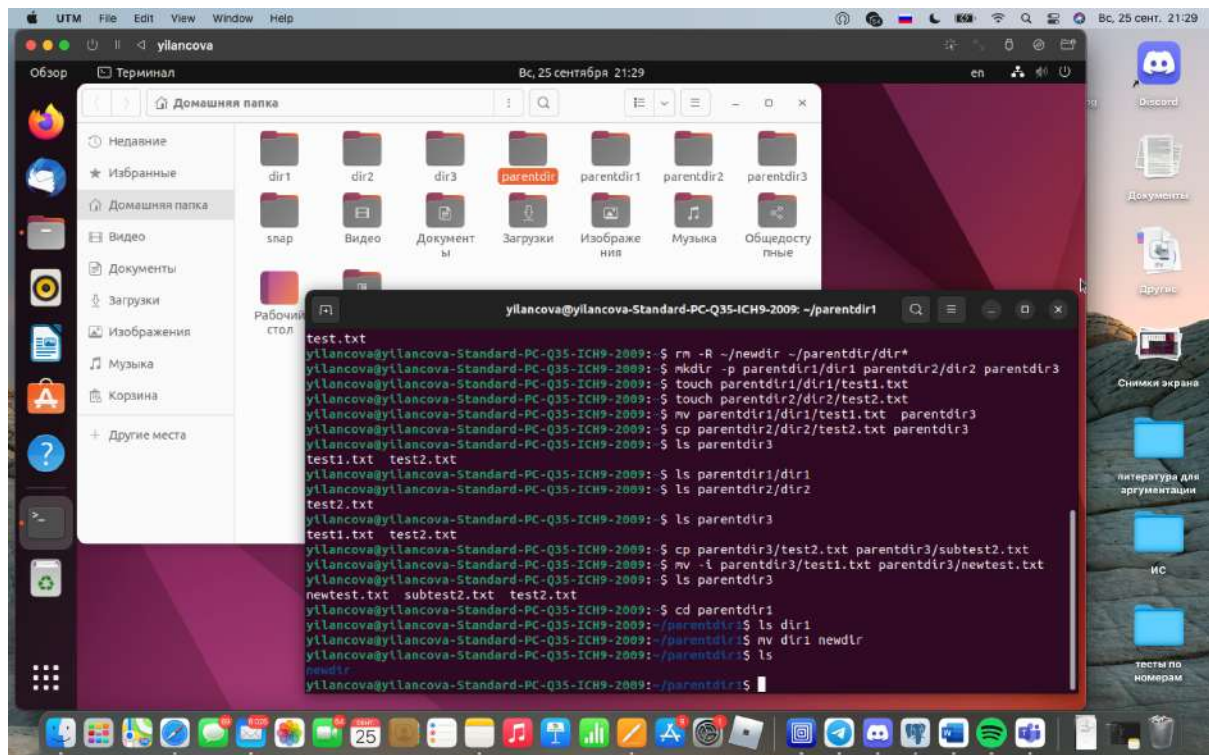 UTM File Edit View Window Help Вс, 25 сент. 21:29
yilancova
Обзор Терминал Вс, 25 сентября 21:29 en
Домашняя папка
Недавние
Избранные
Домашняя папка
Видео
Документы
Загрузки
Изображения
Музыка
Корзина
+ Другие места
dir1 dir2 dir3 parentdir parentdir1 parentdir2 parentdir3
snap Видео Документы Загрузки Изображения Музыка Общедоступные
Рабочий
стол
yilancova@yilancova-Standard-PC-Q35-ICH9-2009: ~/parentdir1
test.txt
yilancova@yilancova-Standard-PC-Q35-ICH9-2009:~$ rm -R ~/newdir ~/parentdir/dir*
yilancova@yilancova-Standard-PC-Q35-ICH9-2009:~$ mkdir -p parentdir1/dir1 parentdir2/dir2 parentdir3
yilancova@yilancova-Standard-PC-Q35-ICH9-2009:~$ touch parentdir1/dir1/test1.txt
yilancova@yilancova-Standard-PC-Q35-ICH9-2009:~$ touch parentdir2/dir2/test2.txt
yilancova@yilancova-Standard-PC-Q35-ICH9-2009:~$ mv parentdir1/dir1/test1.txt  parentdir3
yilancova@yilancova-Standard-PC-Q35-ICH9-2009:~$ cp parentdir2/dir2/test2.txt parentdir3
yilancova@yilancova-Standard-PC-Q35-ICH9-2009:~$ ls parentdir3
test1.txt  test2.txt
yilancova@yilancova-Standard-PC-Q35-ICH9-2009:~$ ls parentdir1/dir1
yilancova@yilancova-Standard-PC-Q35-ICH9-2009:~$ ls parentdir2/dir2
test2.txt
yilancova@yilancova-Standard-PC-Q35-ICH9-2009:~$ ls parentdir3
test1.txt  test2.txt
yilancova@yilancova-Standard-PC-Q35-ICH9-2009:~$ cp parentdir3/test2.txt parentdir3/subtest2.txt
yilancova@yilancova-Standard-PC-Q35-ICH9-2009:~$ mv -i parentdir3/test1.txt parentdir3/newtest.txt
yilancova@yilancova-Standard-PC-Q35-ICH9-2009:~$ ls parentdir3
newtest.txt  subtest2.txt  test2.txt
yilancova@yilancova-Standard-PC-Q35-ICH9-2009:~$ cd parentdir1
yilancova@yilancova-Standard-PC-Q35-ICH9-2009:~/parentdir1$ ls dir1
yilancova@yilancova-Standard-PC-Q35-ICH9-2009:~/parentdir1$ mv dir1 newdir
yilancova@yilancova-Standard-PC-Q35-ICH9-2009:~/parentdir1$ ls
newdir
yilancova@yilancova-Standard-PC-Q35-ICH9-2009:~/parentdir1$
Discord
Документы
Другие
Снимки экрана
литература для
аргументации
ИС
тесты по
номерам
СЕНТ.
25